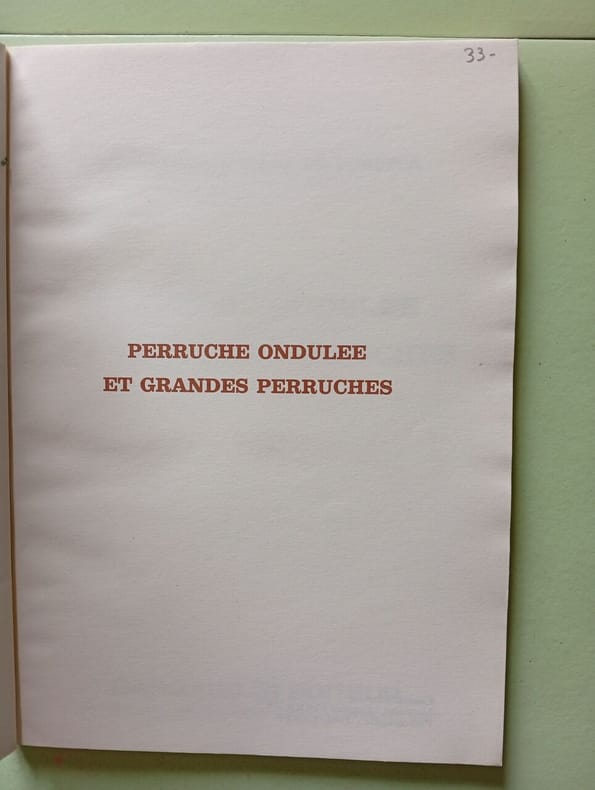 33-
PERRUCHE ONDULEE
ET GRANDES PERRUCHES